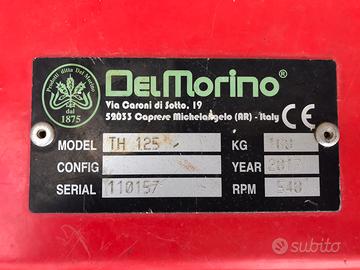 Prodotti ditta Del Morino
dal
1875
DELMORINO®
Via Caroni di Sotto, 19
52033 Caprese Michelangelo (AR) - Italy CE
MODEL TH 125 KG
CONFIG YEAR 2017
SERIAL 110157 RPM 540
subito